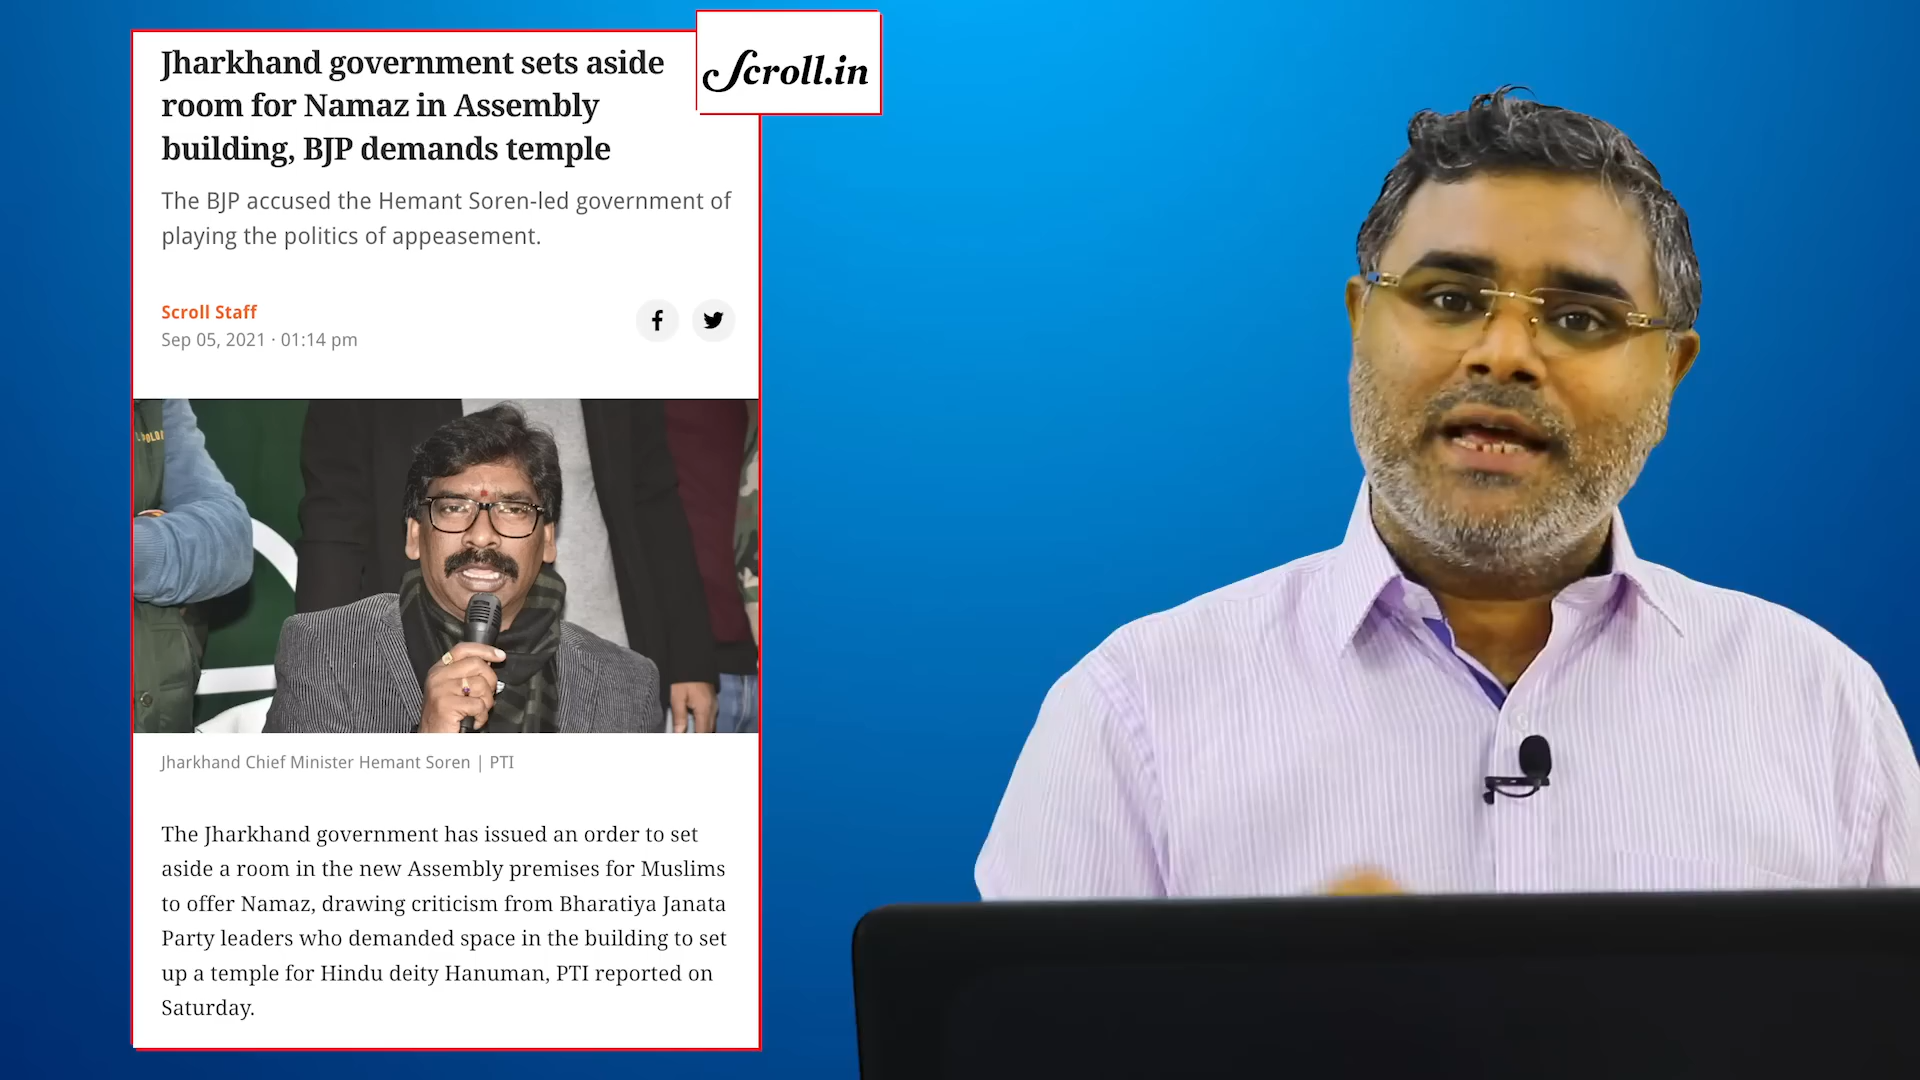 Jharkhand government sets aside
room for Namaz in Assembly
building, BJP demands temple
Scroll.in
The BJP accused the Hemant Soren-led government of
playing the politics of appeasement.
Scroll Staff
Sep 05, 2021 · 01:14 pm
Jharkhand Chief Minister Hemant Soren | PTI
The Jharkhand government has issued an order to set
aside a room in the new Assembly premises for Muslims
to offer Namaz, drawing criticism from Bharatiya Janata
Party leaders who demanded space in the building to set
up a temple for Hindu deity Hanuman, PTI reported on
Saturday.